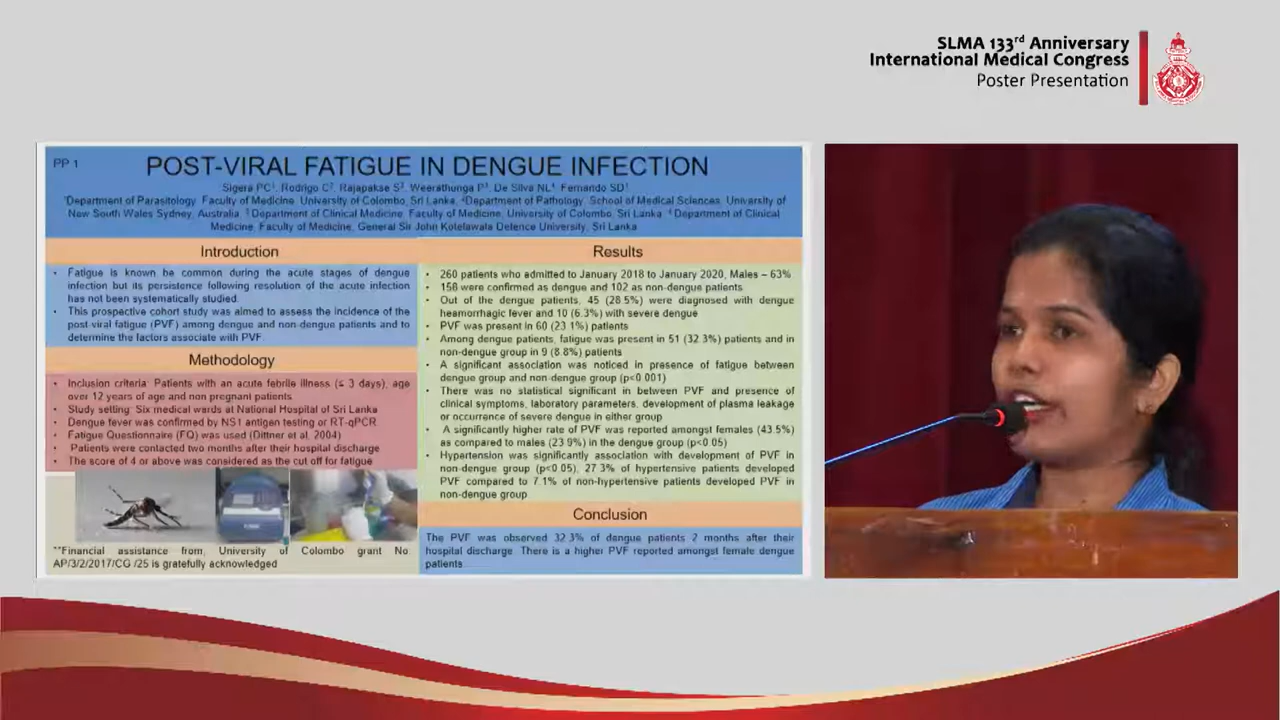 SLMA 133rd Anniversary
International Medical Congress
Poster Presentation
PP 1
POST-VIRAL FATIGUE IN DENGUE INFECTION
Sigera PC1, Rodrigo C2, Rajapakse S3, Weerathunga P3, De Silva NL4, Fernando SD1
1Department of Parasitology, Faculty of Medicine, University of Colombo, Sri Lanka, 2Department of Pathology, School of Medical Sciences, University of
New South Wales Sydney, Australia, 3 Department of Clinical Medicine, Faculty of Medicine, University of Colombo, Sri Lanka 4 Department of Clinical
Medicine, Faculty of Medicine, General Sir John Kotelawala Defence University, Sri Lanka
Introduction
• Fatigue is known be common during the acute stages of dengue
infection but its persistence following resolution of the acute infection
has not been systematically studied.
• This prospective cohort study was aimed to assess the incidence of the
post-viral fatigue (PVF) among dengue and non-dengue patients and to
determine the factors associate with PVF.
Methodology
• Inclusion criteria: Patients with an acute febrile illness (≤ 3 days), age
over 12 years of age and non pregnant patients
• Study setting: Six medical wards at National Hospital of Sri Lanka
• Dengue fever was confirmed by NS1 antigen testing or RT-qPCR
• Fatigue Questionnaire (FQ) was used (Dittner et al. 2004)
• Patients were contacted two months after their hospital discharge
• The score of 4 or above was considered as the cut off for fatigue
**Financial assistance from, University of Colombo grant No.
AP/3/2/2017/CG /25 is gratefully acknowledged
Results
• 260 patients who admitted to January 2018 to January 2020, Males – 63%
• 158 were confirmed as dengue and 102 as non-dengue patients
• Out of the dengue patients, 45 (28.5%) were diagnosed with dengue
heamorrhagic fever and 10 (6.3%) with severe dengue
• PVF was present in 60 (23.1%) patients
• Among dengue patients, fatigue was present in 51 (32.3%) patients and in
non-dengue group in 9 (8.8%) patients
• A significant association was noticed in presence of fatigue between
dengue group and non-dengue group (p<0.001)
• There was no statistical significant in between PVF and presence of
clinical symptoms, laboratory parameters, development of plasma leakage
or occurrence of severe dengue in either group
• A significantly higher rate of PVF was reported amongst females (43.5%)
as compared to males (23.9%) in the dengue group (p<0.05)
• Hypertension was significantly association with development of PVF in
non-dengue group (p<0.05), 27.3% of hypertensive patients developed
PVF compared to 7.1% of non-hypertensive patients developed PVF in
non-dengue group
Conclusion
The PVF was observed 32.3% of dengue patients 2 months after their
hospital discharge. There is a higher PVF reported amongst female dengue
patients